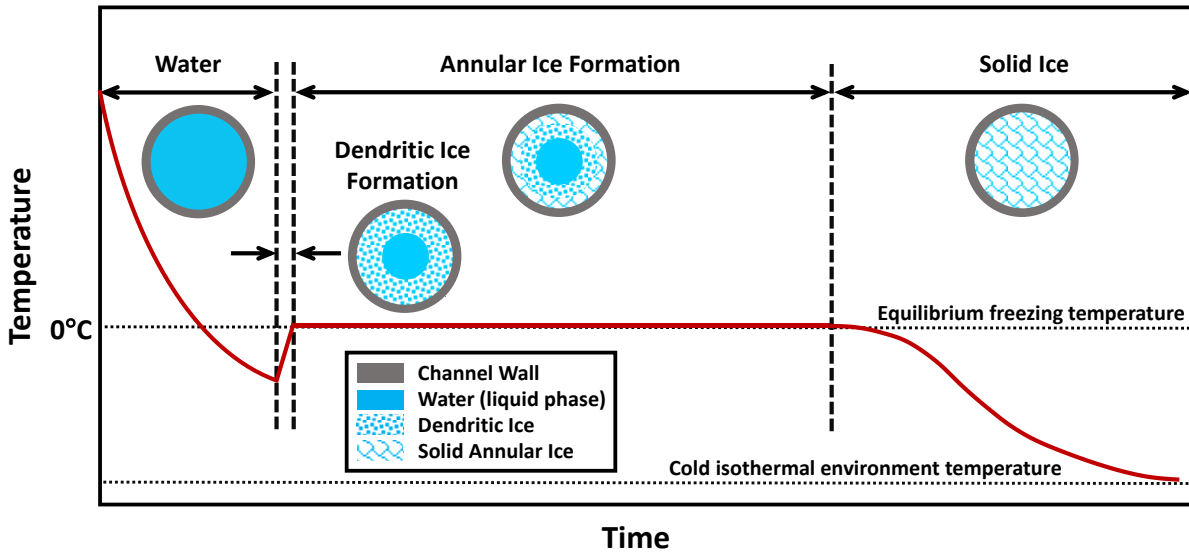 Water
Annular Ice Formation
Solid Ice
Dendritic Ice
Formation
Temperature
0°C
Equilibrium freezing temperature
Channel Wall
Water (liquid phase)
Dendritic Ice
Solid Annular Ice
Cold isothermal environment temperature
Time